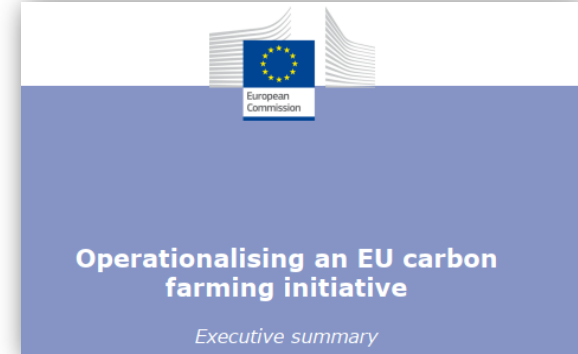 European
Commission
Operationalising an EU carbon
farming initiative
Executive summary